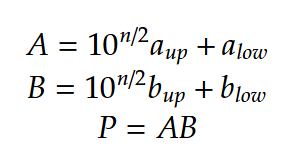 A = 10^{n/2}a_{up} + a_{low}
B = 10^{n/2}b_{up} + b_{low}
P = AB